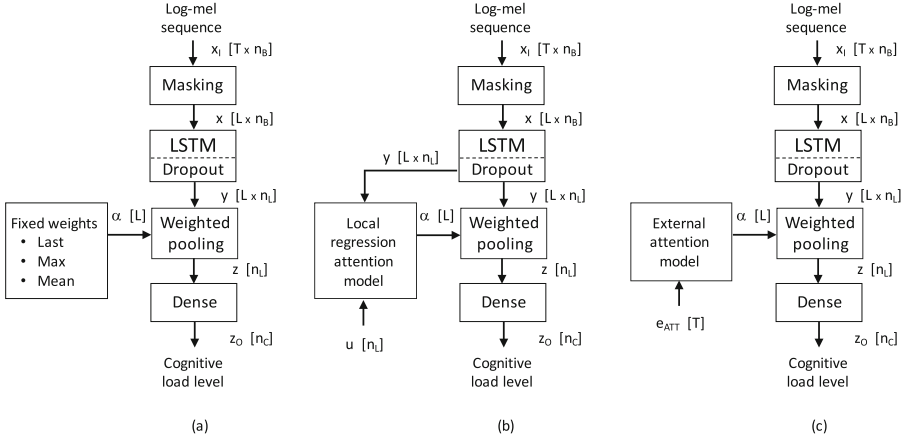 Log-mel
sequence
x_I [T x n_B]
Masking
x [L x n_B]
LSTM
Dropout
y [L x n_L]
Fixed weights
• Last
• Max
• Mean
α [L]
Weighted
pooling
z [n_L]
Dense
z_O [n_C]
Cognitive
load level
(a)
Log-mel
sequence
x_I [T x n_B]
Masking
x [L x n_B]
LSTM
Dropout
y [L x n_L]
y [L x n_L]
Local
regression
attention
model
α [L]
Weighted
pooling
u [n_L]
z [n_L]
Dense
z_O [n_C]
Cognitive
load level
(b)
Log-mel
sequence
x_I [T x n_B]
Masking
x [L x n_B]
LSTM
Dropout
y [L x n_L]
External
attention
model
α [L]
Weighted
pooling
e_ATT [T]
z [n_L]
Dense
z_O [n_C]
Cognitive
load level
(c)